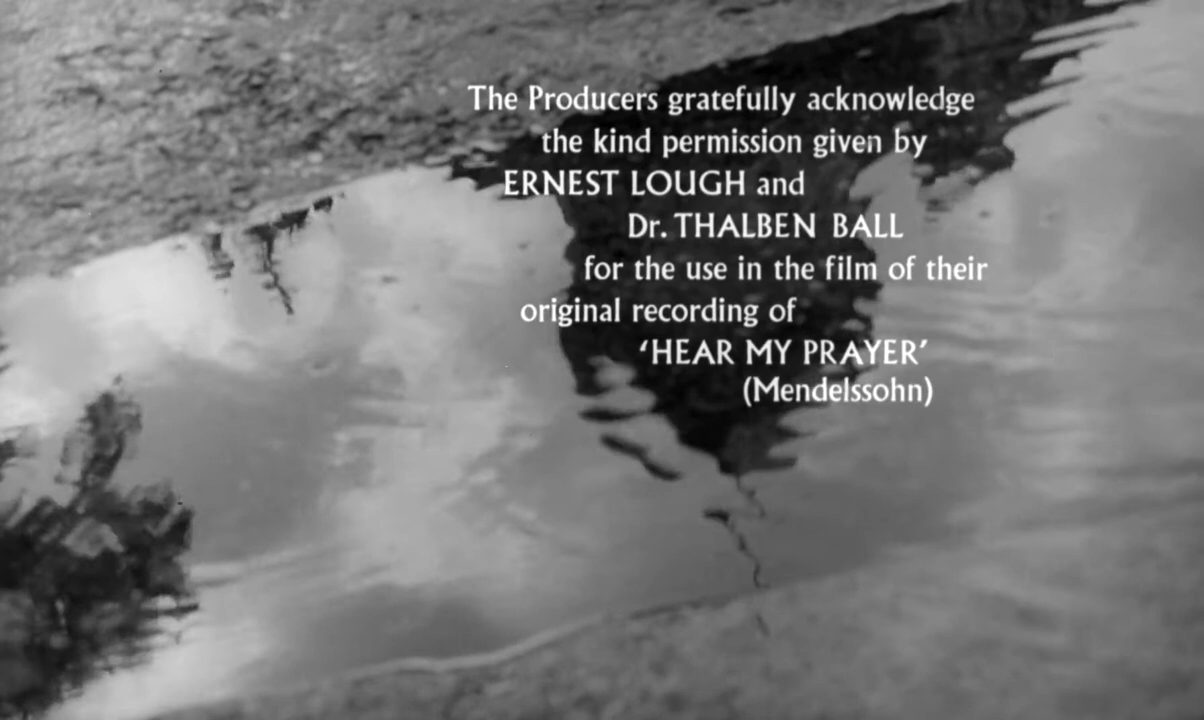 The Producers gratefully acknowledge
the kind permission given by
ERNEST LOUGH and
Dr. THALBEN BALL
for the use in the film of their
original recording of
‘HEAR MY PRAYER’
(Mendelssohn)